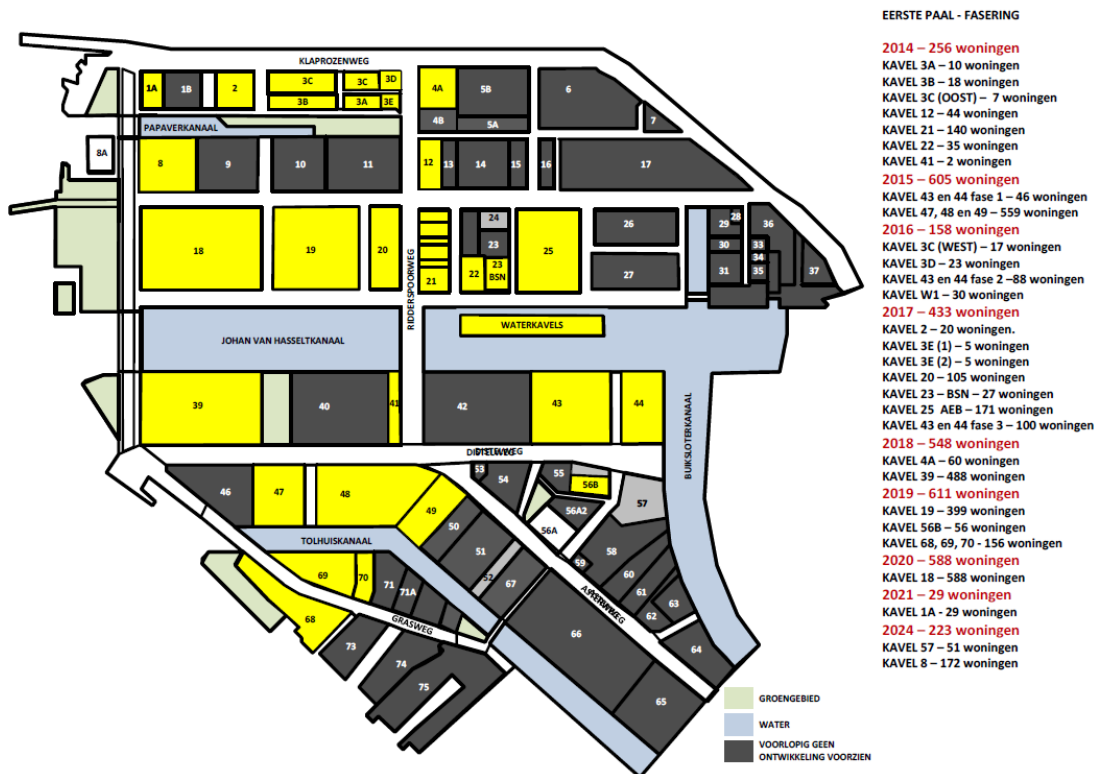 EERSTE PAAL - FASERING
2014 – 256 woningen
KAVEL 3A – 10 woningen
KAVEL 3B – 18 woningen
KAVEL 3C (OOST) – 7 woningen
KAVEL 12 – 44 woningen
KAVEL 21 – 140 woningen
KAVEL 22 – 35 woningen
KAVEL 41 – 2 woningen
2015 – 605 woningen
KAVEL 43 en 44 fase 1 – 46 woningen
KAVEL 47, 48 en 49 – 559 woningen
2016 – 158 woningen
KAVEL 3C (WEST) – 17 woningen
KAVEL 3D – 23 woningen
KAVEL 43 en 44 fase 2 –88 woningen
KAVEL W1 – 30 woningen
2017 – 433 woningen
KAVEL 2 – 20 woningen.
KAVEL 3E (1) – 5 woningen
KAVEL 3E (2) – 5 woningen
KAVEL 20 – 105 woningen
KAVEL 23 – BSN – 27 woningen
KAVEL 25 AEB – 171 woningen
KAVEL 43 en 44 fase 3 – 100 woningen
2018 – 548 woningen
KAVEL 4A – 60 woningen
KAVEL 39 – 488 woningen
2019 – 611 woningen
KAVEL 19 – 399 woningen
KAVEL 56B – 56 woningen
KAVEL 68, 69, 70 - 156 woningen
2020 – 588 woningen
KAVEL 18 – 588 woningen
2021 – 29 woningen
KAVEL 1A - 29 woningen
2024 – 223 woningen
KAVEL 57 – 51 woningen
KAVEL 8 – 172 woningen
KLAPROZENWEG
1A 1B 2 3C 3C 3D 4A 5B 6
3B 3A 3E 4B 5A 7
PAPAVERKANAAL
8A 8 9 10 11 12 13 14 15 16 17
18 19 20 21 22 23 24 23 BSN 25 26 27
28 29 30 31 33 34 35 36 37
RIDDERSPOORWEG
WATERKAVELS
JOHAN VAN HASSELTKANAAL
39 40 41 42 43 44
BUIKSLOTERKANAAL
DISTELWEG
46 47 48 49 50 51 52 53 54 55 56B 56A2 56A 57
TOLHUISKANAAL
58 59 60 61 62 63 64 65 66 67
ASTERWEG
68 69 70 71 71A
GRASWEG
73 74 75
GROENGEBIED
WATER
VOORLOPIG GEEN
ONTWIKKELING VOORZIEN